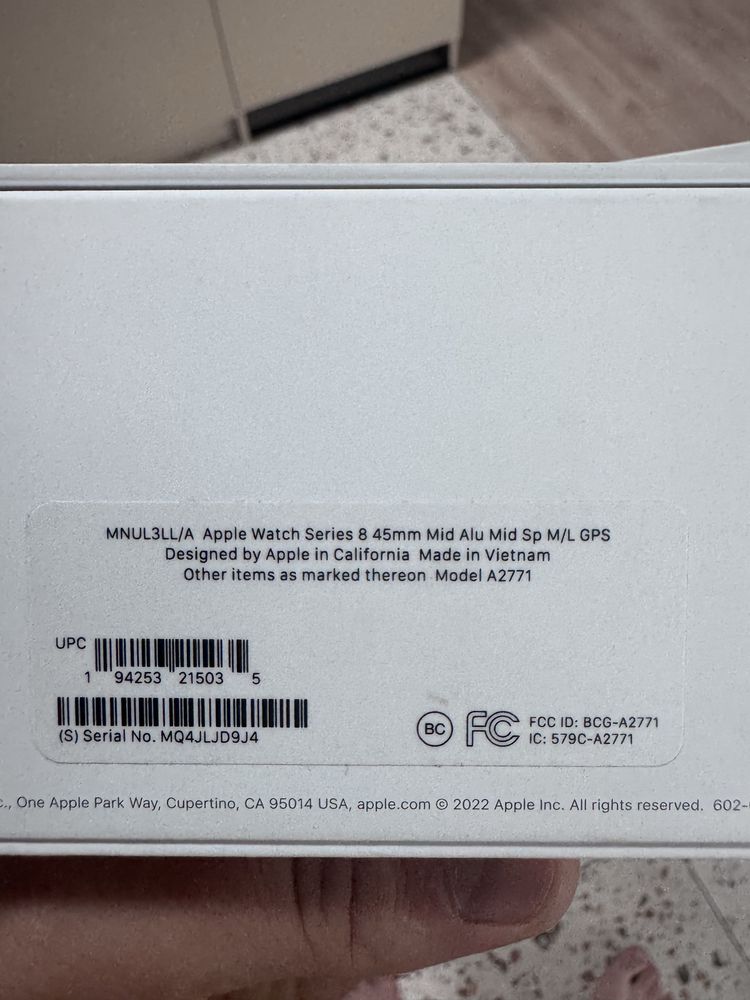 MNUL3LL/A Apple Watch Series 8 45mm Mid Alu Mid Sp M/L GPS
Designed by Apple in California Made in Vietnam
Other items as marked thereon Model A2771
UPC
1 94253 21503 5
(S) Serial No. MQ4JLJD9J4
BC FC FCC ID: BCG-A2771
IC: 579C-A2771
One Apple Park Way, Cupertino, CA 95014 USA, apple.com © 2022 Apple Inc. All rights reserved. 602-